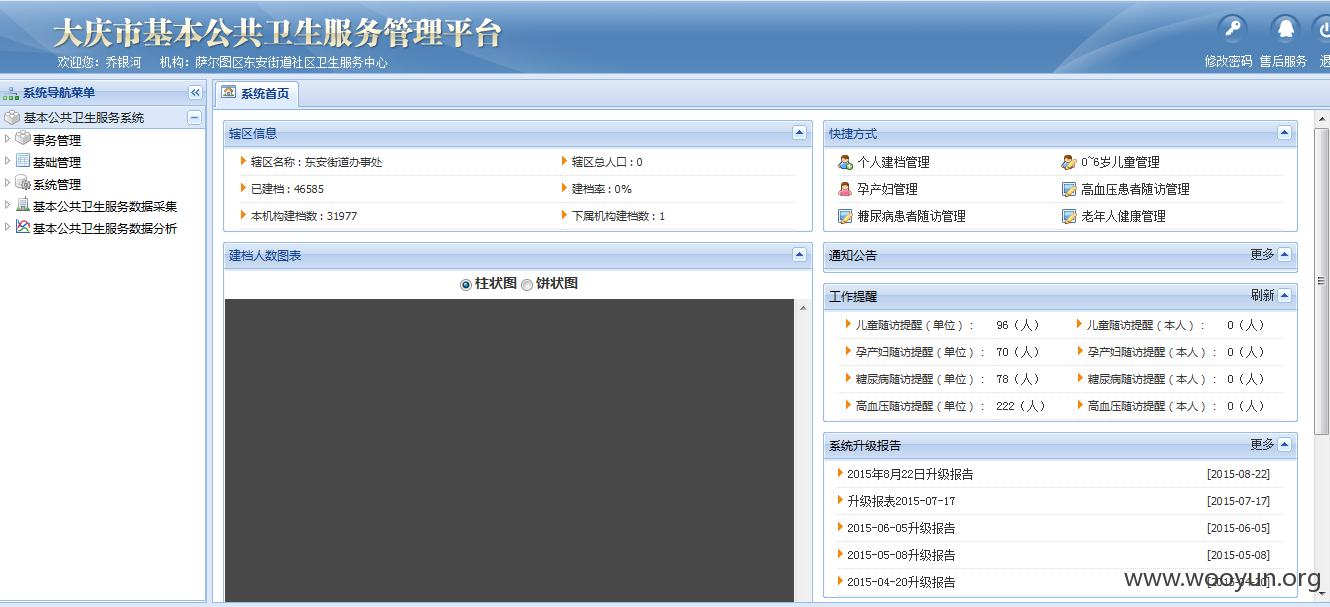 大庆市基本公共卫生服务管理平台
欢迎您：乔银河 机构：萨尔图区东安街道社区卫生服务中心
修改密码 售后服务 退
系统导航菜单
基本公共卫生服务系统
事务管理
基础管理
系统管理
基本公共卫生服务数据采集
基本公共卫生服务数据分析
系统首页
辖区信息
辖区名称：东安街道办事处 辖区总人口：0
已建档：46585 建档率：0%
本机构建档数：31977 下属机构建档数：1
建档人数图表
柱状图 饼状图
快捷方式
个人建档管理 0~6岁儿童管理
孕产妇管理 高血压患者随访管理
糖尿病患者随访管理 老年人健康管理
通知公告 更多
工作提醒 刷新
儿童随访提醒（单位）： 96（人） 儿童随访提醒（本人）： 0（人）
孕产妇随访提醒（单位）： 70（人） 孕产妇随访提醒（本人）： 0（人）
糖尿病随访提醒（单位）： 78（人） 糖尿病随访提醒（本人）： 0（人）
高血压随访提醒（单位）： 222（人） 高血压随访提醒（本人）： 0（人）
系统升级报告 更多
2015年8月22日升级报告 [2015-08-22]
升级报表2015-07-17 [2015-07-17]
2015-06-05升级报告 [2015-06-05]
2015-05-08升级报告 [2015-05-08]
2015-04-20升级报告 [2015-04-20]
www.wooyun.org